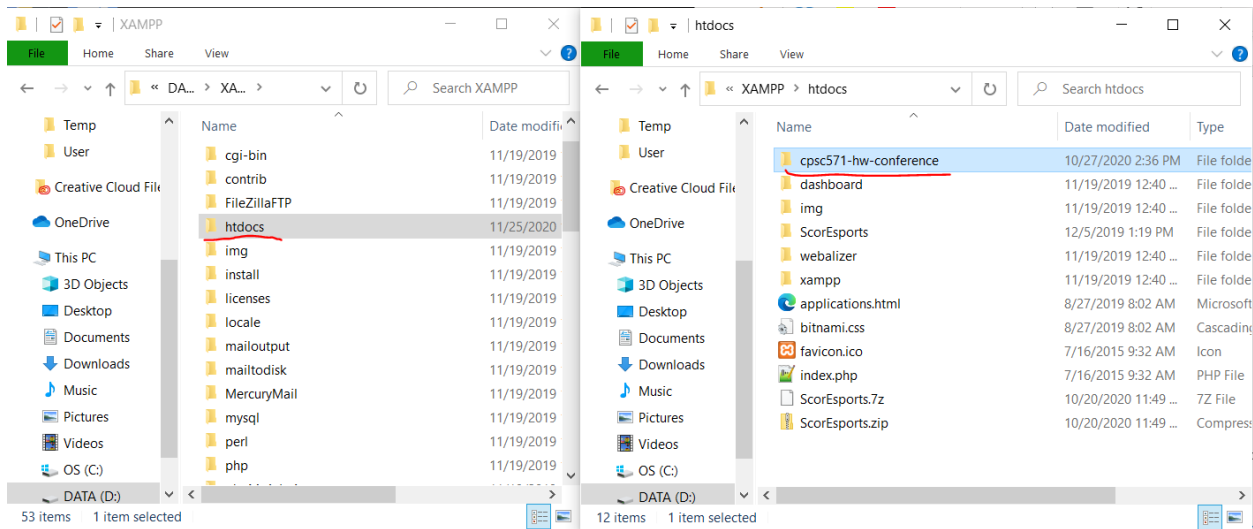 XAMPP
File Home Share View
« DA... > XA... > Search XAMPP
Temp
User
Creative Cloud File
OneDrive
This PC
3D Objects
Desktop
Documents
Downloads
Music
Pictures
Videos
OS (C:)
DATA (D:)
Name Date modifi
cgi-bin 11/19/2019
contrib 11/19/2019
FileZillaFTP 11/19/2019
htdocs 11/25/2020
img 11/19/2019
install 11/19/2019
licenses 11/19/2019
locale 11/19/2019
mailoutput 11/19/2019
mailtodisk 11/19/2019
MercuryMail 11/19/2019
mysql 11/19/2019
perl 11/19/2019
php 11/19/2019
53 items 1 item selected
htdocs
File Home Share View
« XAMPP > htdocs Search htdocs
Temp
User
Creative Cloud File
OneDrive
This PC
3D Objects
Desktop
Documents
Downloads
Music
Pictures
Videos
OS (C:)
DATA (D:)
Name Date modified Type
cpsc571-hw-conference 10/27/2020 2:36 PM File folde
dashboard 11/19/2019 12:40 ... File folde
img 11/19/2019 12:40 ... File folde
ScorEsports 12/5/2019 1:19 PM File folde
webalizer 11/19/2019 12:40 ... File folde
xampp 11/19/2019 12:40 ... File folde
applications.html 8/27/2019 8:02 AM Microsoft
bitnami.css 8/27/2019 8:02 AM Cascading
favicon.ico 7/16/2015 9:32 AM Icon
index.php 7/16/2015 9:32 AM PHP File
ScorEsports.7z 10/20/2020 11:49 ... 7Z File
ScorEsports.zip 10/20/2020 11:49 ... Compress
12 items 1 item selected